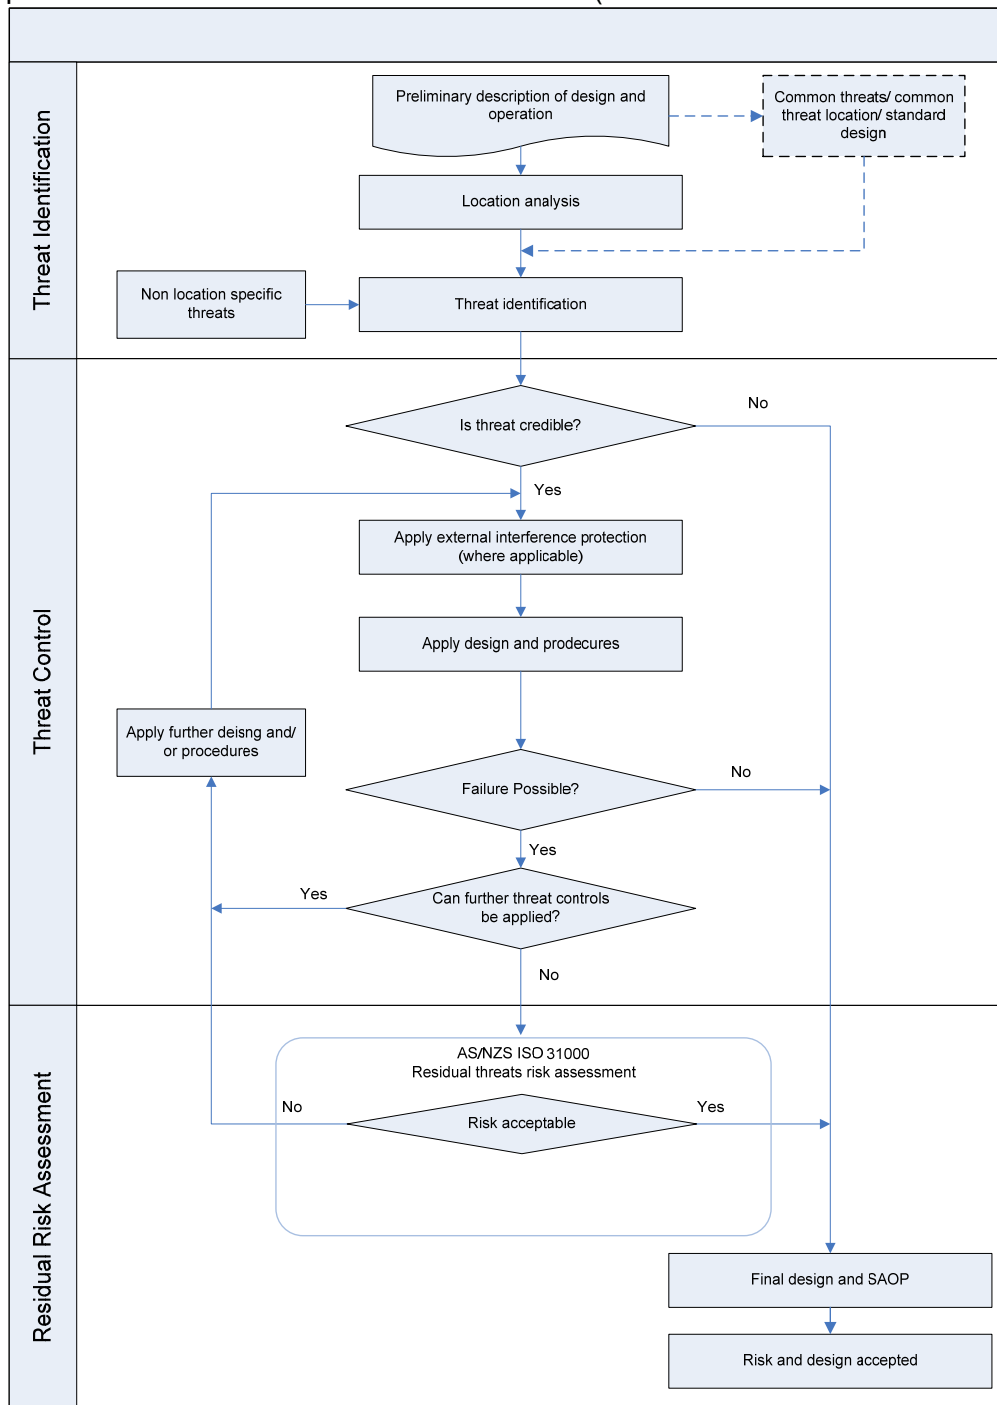 Threat Identification
Preliminary description of design and
operation
Common threats/ common
threat location/ standard
design
Location analysis
Non location specific
threats
Threat identification
Threat Control
Is threat credible?
No
Yes
Apply external interference protection
(where applicable)
Apply design and prodecures
Apply further deisng and/
or procedures
Failure Possible?
No
Yes
Can further threat controls
be applied?
Yes
No
Residual Risk Assessment
AS/NZS ISO 31000
Residual threats risk assessment
No
Risk acceptable
Yes
Final design and SAOP
Risk and design accepted